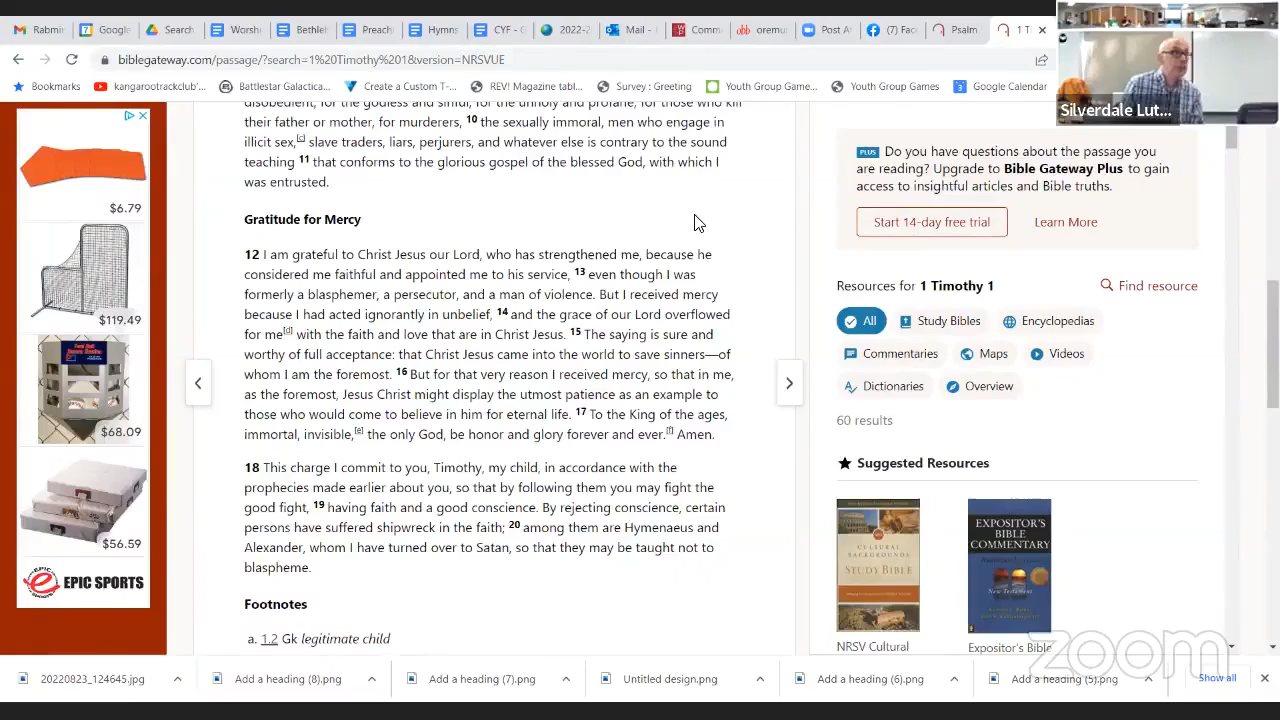 Rabmin
Google
Search
Worsh
Bethle
Preach
Hymns
CYF
2022-2
Mail -
Commu
oremu
Post A
(7) Fac
Psalm
1 Ti
biblegateway.com/passage/?search=1%20Timothy%201&version=NRSVUE
Bookmarks
kangarootrackclub'...
Battlestar Galactica...
Create a Custom T-...
REV! Magazine tabl...
Survey : Greeting
Youth Group Game...
Youth Group Games
Google Calendar
Silverdale Lut...
disobedient, for the godless and sinful, for the unholy and profane, for those who kill
their father or mother, for murderers, 10 the sexually immoral, men who engage in
illicit sex,[c] slave traders, liars, perjurers, and whatever else is contrary to the sound
teaching 11 that conforms to the glorious gospel of the blessed God, with which I
was entrusted.
Gratitude for Mercy
12 I am grateful to Christ Jesus our Lord, who has strengthened me, because he
considered me faithful and appointed me to his service, 13 even though I was
formerly a blasphemer, a persecutor, and a man of violence. But I received mercy
because I had acted ignorantly in unbelief, 14 and the grace of our Lord overflowed
for me[d] with the faith and love that are in Christ Jesus. 15 The saying is sure and
worthy of full acceptance: that Christ Jesus came into the world to save sinners—of
whom I am the foremost. 16 But for that very reason I received mercy, so that in me,
as the foremost, Jesus Christ might display the utmost patience as an example to
those who would come to believe in him for eternal life. 17 To the King of the ages,
immortal, invisible,[e] the only God, be honor and glory forever and ever.[f] Amen.
18 This charge I commit to you, Timothy, my child, in accordance with the
prophecies made earlier about you, so that by following them you may fight the
good fight, 19 having faith and a good conscience. By rejecting conscience, certain
persons have suffered shipwreck in the faith; 20 among them are Hymenaeus and
Alexander, whom I have turned over to Satan, so that they may be taught not to
blaspheme.
Footnotes
a. 1.2 Gk legitimate child
$6.79
$119.49
$68.09
$56.59
EPIC SPORTS
PLUS Do you have questions about the passage you
are reading? Upgrade to Bible Gateway Plus to gain
access to insightful articles and Bible truths.
Start 14-day free trial
Learn More
Resources for 1 Timothy 1
Find resource
All
Study Bibles
Encyclopedias
Commentaries
Maps
Videos
Dictionaries
Overview
60 results
★ Suggested Resources
CULTURAL
BACKGROUNDS
STUDY BIBLE
EXPOSITOR'S
BIBLE
COMMENTARY
New Testament
NRSV Cultural
Expositor's Bible
zoom
20220823_124645.jpg
Add a heading (8).png
Add a heading (7).png
Untitled design.png
Add a heading (6).png
Add a heading (5).png
Show all